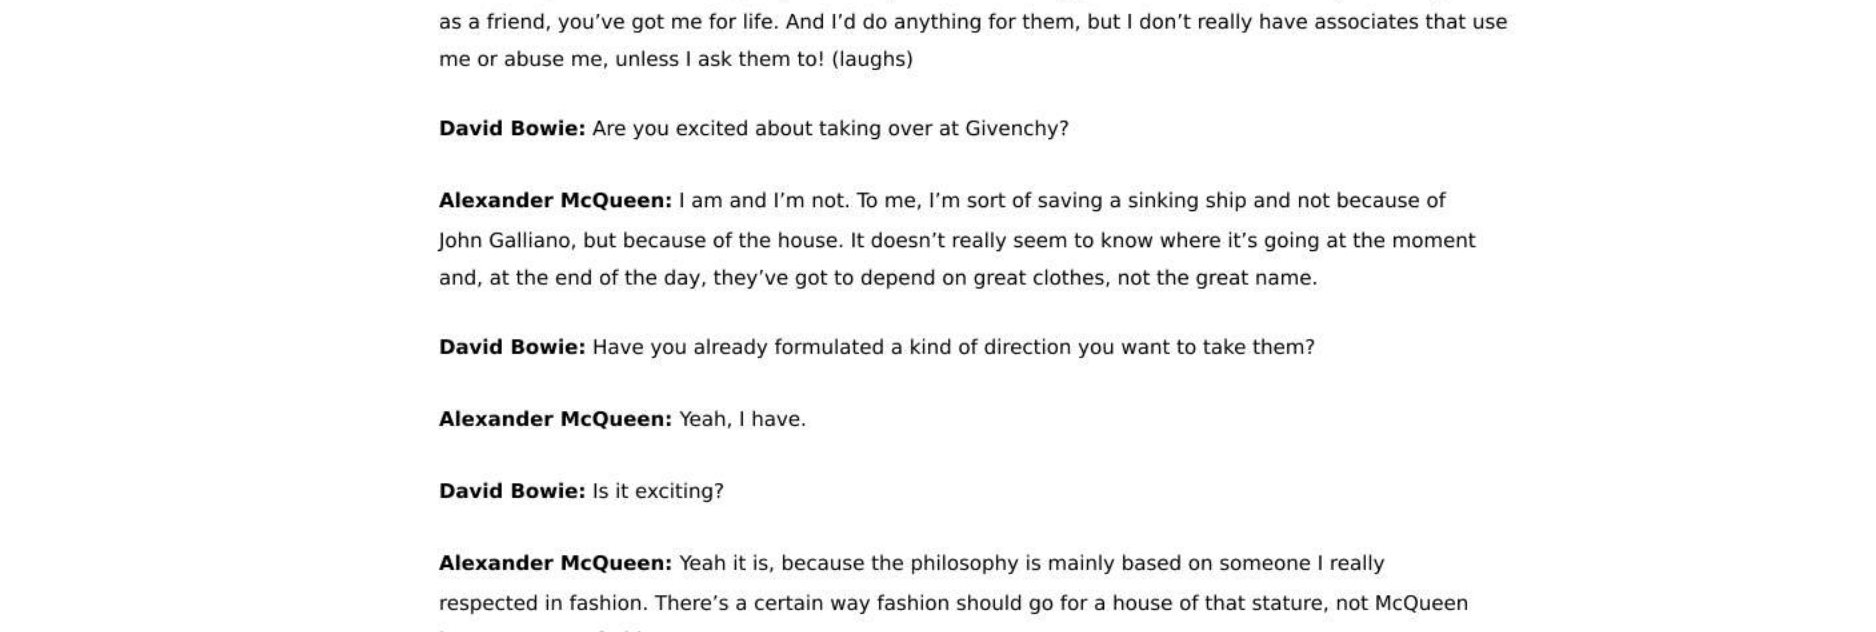 as a friend, you’ve got me for life. And I’d do anything for them, but I don’t really have associates that use
me or abuse me, unless I ask them to! (laughs)
David Bowie: Are you excited about taking over at Givenchy?
Alexander McQueen: I am and I’m not. To me, I’m sort of saving a sinking ship and not because of
John Galliano, but because of the house. It doesn’t really seem to know where it’s going at the moment
and, at the end of the day, they’ve got to depend on great clothes, not the great name.
David Bowie: Have you already formulated a kind of direction you want to take them?
Alexander McQueen: Yeah, I have.
David Bowie: Is it exciting?
Alexander McQueen: Yeah it is, because the philosophy is mainly based on someone I really
respected in fashion. There’s a certain way fashion should go for a house of that stature, not McQueen